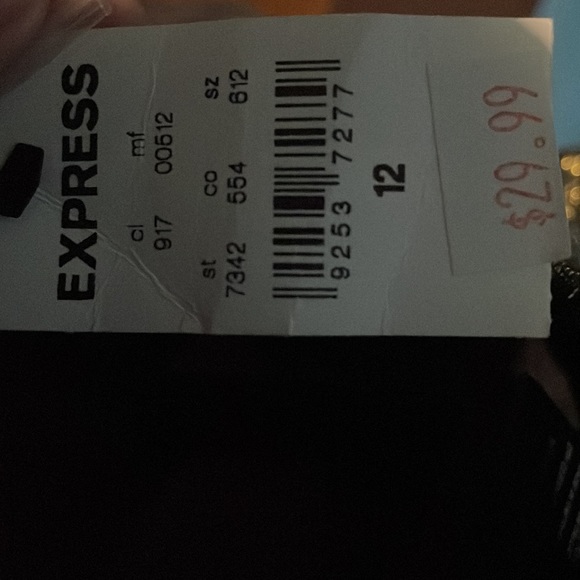 EXPRESS
cl mf
917 00512
st co sz
7342 554 612
9253 7277
12
$29.99